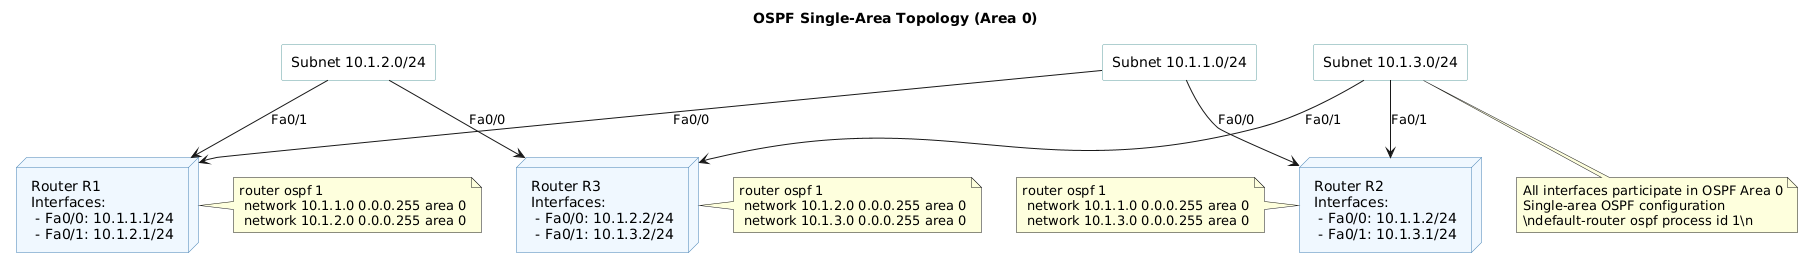 OSPF Single-Area Topology (Area 0)
Subnet 10.1.2.0/24
Subnet 10.1.1.0/24
Subnet 10.1.3.0/24
Fa0/1
Fa0/0
Fa0/0
Fa0/0
Fa0/1
Fa0/1
Router R1
Interfaces:
- Fa0/0: 10.1.1.1/24
- Fa0/1: 10.1.2.1/24
router ospf 1
network 10.1.1.0 0.0.0.255 area 0
network 10.1.2.0 0.0.0.255 area 0
Router R3
Interfaces:
- Fa0/0: 10.1.2.2/24
- Fa0/1: 10.1.3.2/24
router ospf 1
network 10.1.2.0 0.0.0.255 area 0
network 10.1.3.0 0.0.0.255 area 0
router ospf 1
network 10.1.1.0 0.0.0.255 area 0
network 10.1.3.0 0.0.0.255 area 0
Router R2
Interfaces:
- Fa0/0: 10.1.1.2/24
- Fa0/1: 10.1.3.1/24
All interfaces participate in OSPF Area 0
Single-area OSPF configuration
\ndefault-router ospf process id 1\n